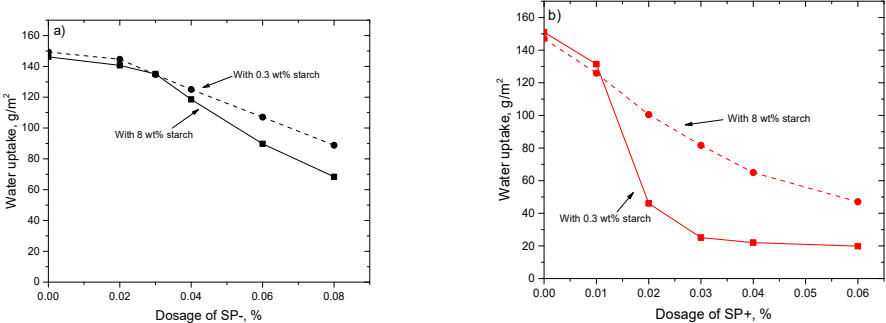 a)
160
140
120
100
80
60
40
20
0
Water uptake, g/m²
With 0.3 wt% starch
With 8 wt% starch
0.00 0.02 0.04 0.06 0.08
Dosage of SP-, %
b)
160
140
120
100
80
60
40
20
0
Water uptake, g/m²
With 8 wt% starch
With 0.3 wt% starch
0.00 0.01 0.02 0.03 0.04 0.05 0.06
Dosage of SP+, %